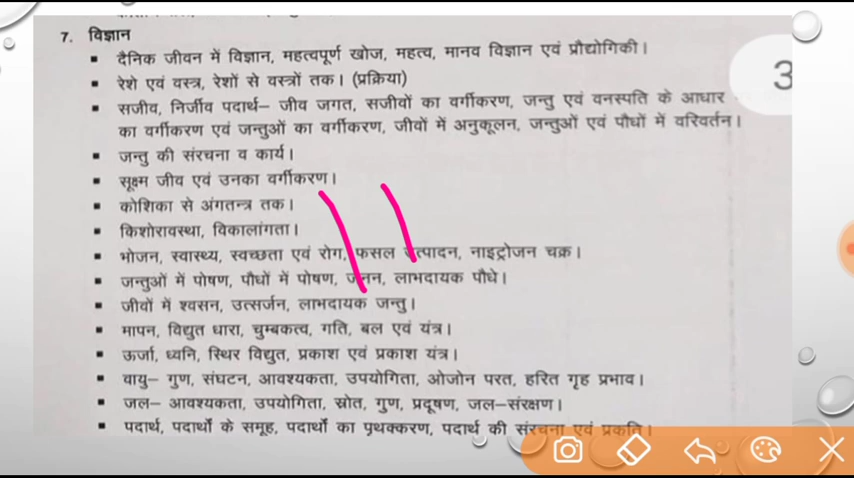 7. विज्ञान
▪ दैनिक जीवन में विज्ञान, महत्वपूर्ण खोज, महत्व, मानव विज्ञान एवं प्रौद्योगिकी।
▪ रेशे एवं वस्त्र, रेशों से वस्त्रों तक। (प्रक्रिया)
3
▪ सजीव, निर्जीव पदार्थ– जीव जगत, सजीवों का वर्गीकरण, जन्तु एवं वनस्पति के आधार
का वर्गीकरण एवं जन्तुओं का वर्गीकरण, जीवों में अनुकूलन, जन्तुओं एवं पौधों में परिवर्तन।
▪ जन्तु की संरचना व कार्य।
▪ सूक्ष्म जीव एवं उनका वर्गीकरण।
▪ कोशिका से अंगतन्त्र तक।
▪ किशोरावस्था, विकालांगता।
▪ भोजन, स्वास्थ्य, स्वच्छता एवं रोग, फसल उत्पादन, नाइट्रोजन चक्र।
▪ जन्तुओं में पोषण, पौधों में पोषण, जनन, लाभदायक पौधे।
▪ जीवों में श्वसन, उत्सर्जन, लाभदायक जन्तु।
▪ मापन, विद्युत धारा, चुम्बकत्व, गति, बल एवं यंत्र।
▪ ऊर्जा, ध्वनि, स्थिर विद्युत, प्रकाश एवं प्रकाश यंत्र।
▪ वायु– गुण, संघटन, आवश्यकता, उपयोगिता, ओजोन परत, हरित गृह प्रभाव।
▪ जल– आवश्यकता, उपयोगिता, स्रोत, गुण, प्रदूषण, जल–संरक्षण।
▪ पदार्थ, पदार्थों के समूह, पदार्थों का पृथक्करण, पदार्थ की संरचना एवं प्रकृति।